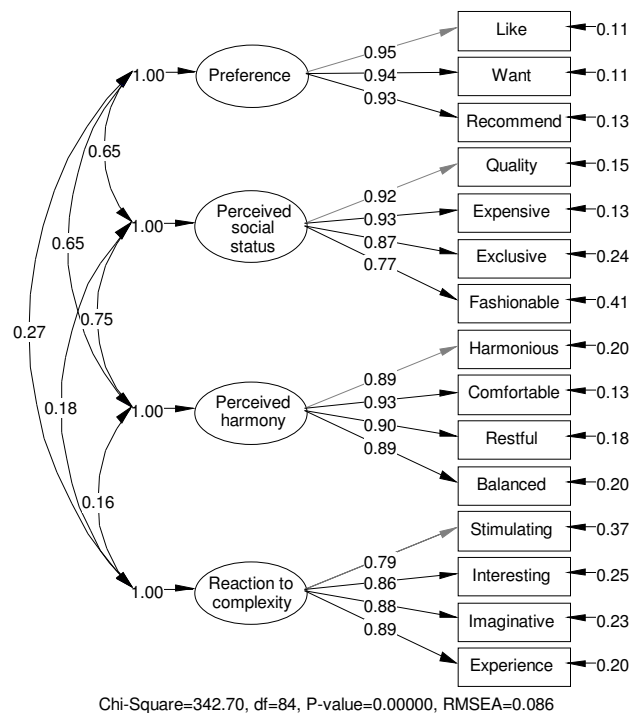 Like
0.11
0.95
1.00
Preference
0.94
Want
0.11
0.93
Recommend
0.13
0.65
Quality
0.15
0.92
1.00
Perceived
social
status
0.93
Expensive
0.13
0.87
Exclusive
0.24
0.65
0.77
Fashionable
0.41
0.75
0.27
Harmonious
0.20
0.89
0.18
1.00
Perceived
harmony
0.93
Comfortable
0.13
0.90
Restful
0.18
0.89
Balanced
0.20
0.16
Stimulating
0.37
0.79
1.00
Reaction to
complexity
0.86
Interesting
0.25
0.88
Imaginative
0.23
0.89
Experience
0.20
Chi-Square=342.70, df=84, P-value=0.00000, RMSEA=0.086